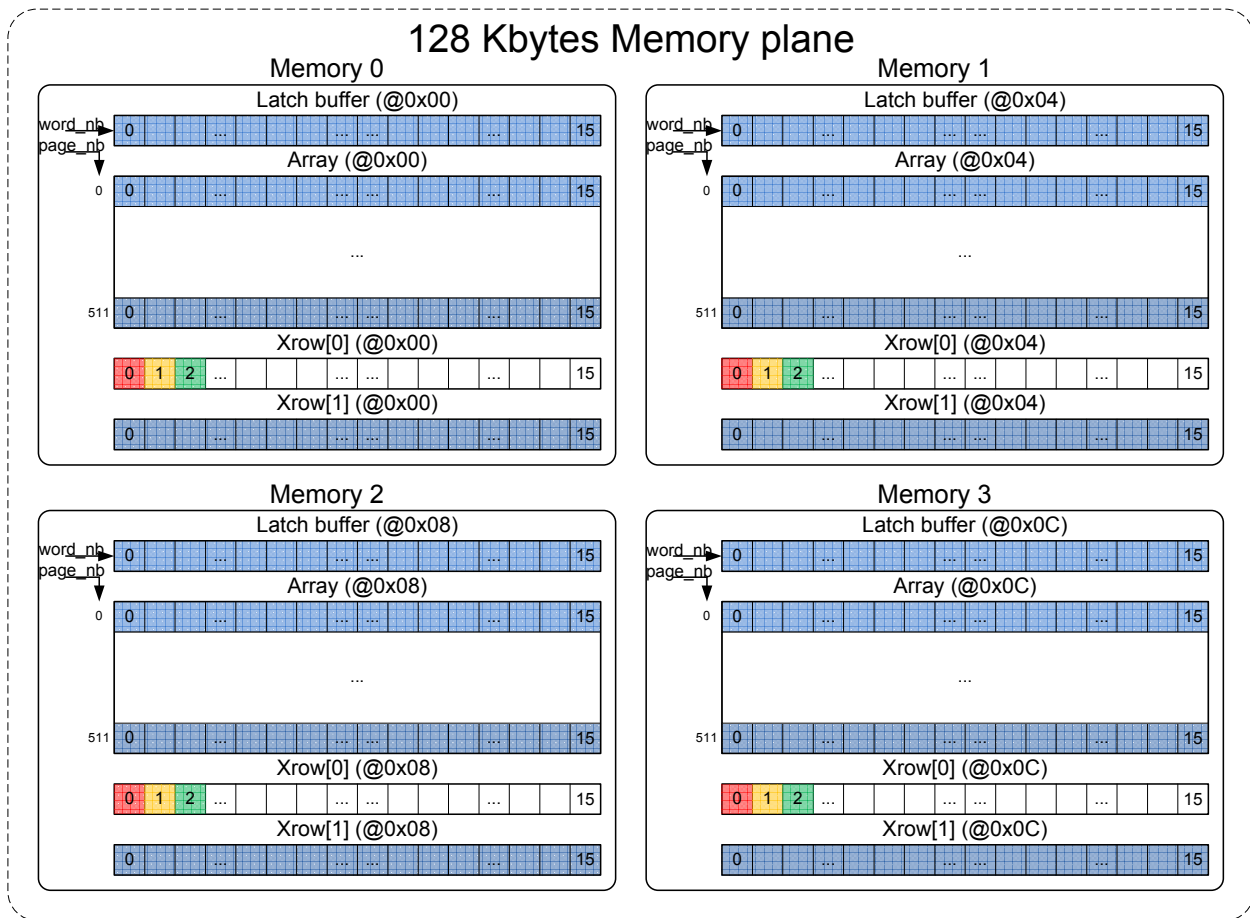 128 Kbytes Memory plane
Memory 0
Latch buffer (@0x00)
word_nb
0 ... ... ... ... 15
page_nb
Array (@0x00)
0
0 ... ... ... ... 15
...
511
0 ... ... ... ... 15
Xrow[0] (@0x00)
0 1 2 ... ... ... ... 15
Xrow[1] (@0x00)
0 ... ... ... ... 15
Memory 1
Latch buffer (@0x04)
word_nb
0 ... ... ... ... 15
page_nb
Array (@0x04)
0
0 ... ... ... ... 15
...
511
0 ... ... ... ... 15
Xrow[0] (@0x04)
0 1 2 ... ... ... ... 15
Xrow[1] (@0x04)
0 ... ... ... ... 15
Memory 2
Latch buffer (@0x08)
word_nb
0 ... ... ... ... 15
page_nb
Array (@0x08)
0
0 ... ... ... ... 15
...
511
0 ... ... ... ... 15
Xrow[0] (@0x08)
0 1 2 ... ... ... ... 15
Xrow[1] (@0x08)
0 ... ... ... ... 15
Memory 3
Latch buffer (@0x0C)
word_nb
0 ... ... ... ... 15
page_nb
Array (@0x0C)
0
0 ... ... ... ... 15
...
511
0 ... ... ... ... 15
Xrow[0] (@0x0C)
0 1 2 ... ... ... ... 15
Xrow[1] (@0x0C)
0 ... ... ... ... 15